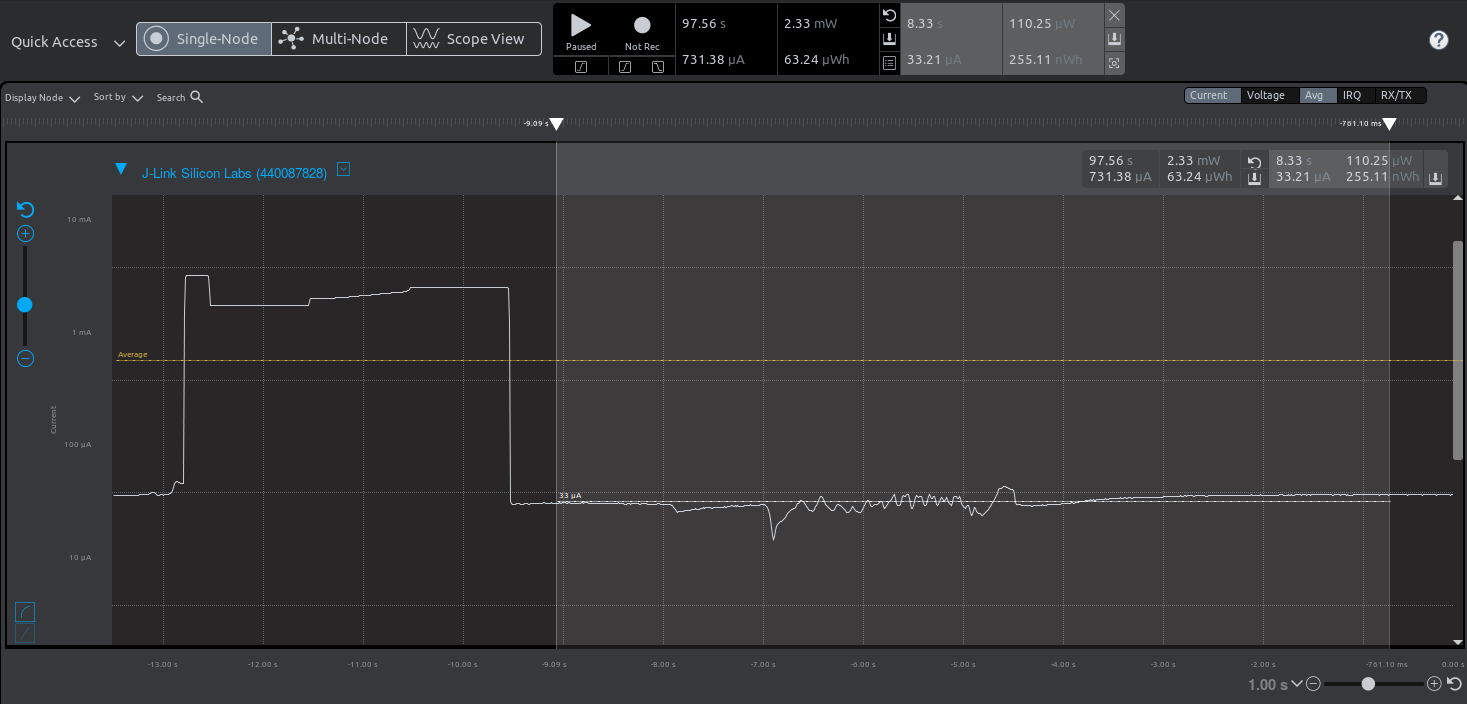 Quick Access
Single-Node
Multi-Node
Scope View
Paused
Not Rec
97.56 s
2.33 mW
731.38 µA
63.24 µWh
8.33 s
110.25 µW
33.21 µA
255.11 nWh
?
Display Node
Sort by
Search
Current
Voltage
Avg
IRQ
RX/TX
-9.09 s
-761.10 ms
J-Link Silicon Labs (440087828)
97.56 s
2.33 mW
731.38 µA
63.24 µWh
8.33 s
110.25 µW
33.21 µA
255.11 nWh
10 mA
1 mA
Average
Current
100 µA
33 µA
10 µA
-13.00 s
-12.00 s
-11.00 s
-10.00 s
-9.09 s
-8.00 s
-7.00 s
-6.00 s
-5.00 s
-4.00 s
-3.00 s
-2.00 s
-761.10 ms
0.00 s
1.00 s